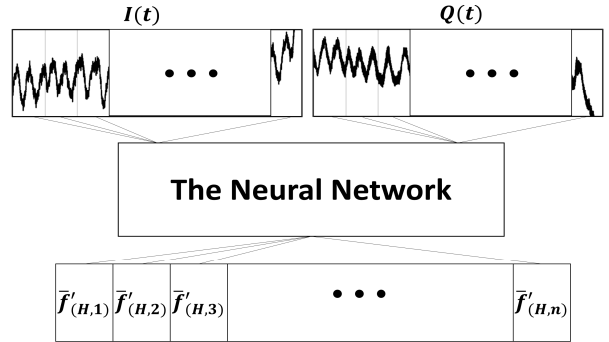 I(t) Q(t)
• • • • • •
The Neural Network
f̅′(H,1) f̅′(H,2) f̅′(H,3) • • • f̅′(H,n)